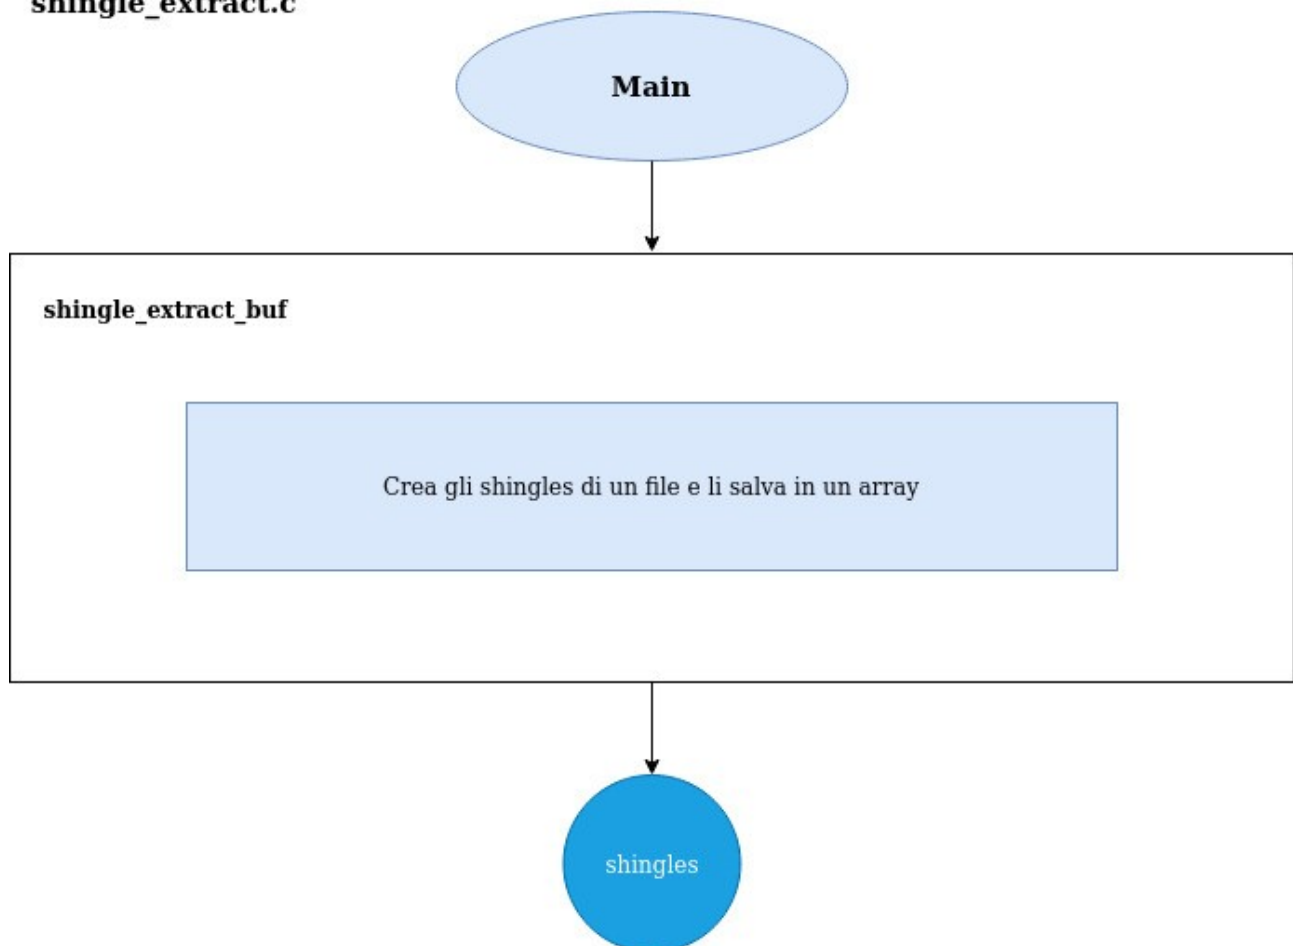 shingle_extract.c
Main
shingle_extract_buf
Crea gli shingles di un file e li salva in un array
shingles